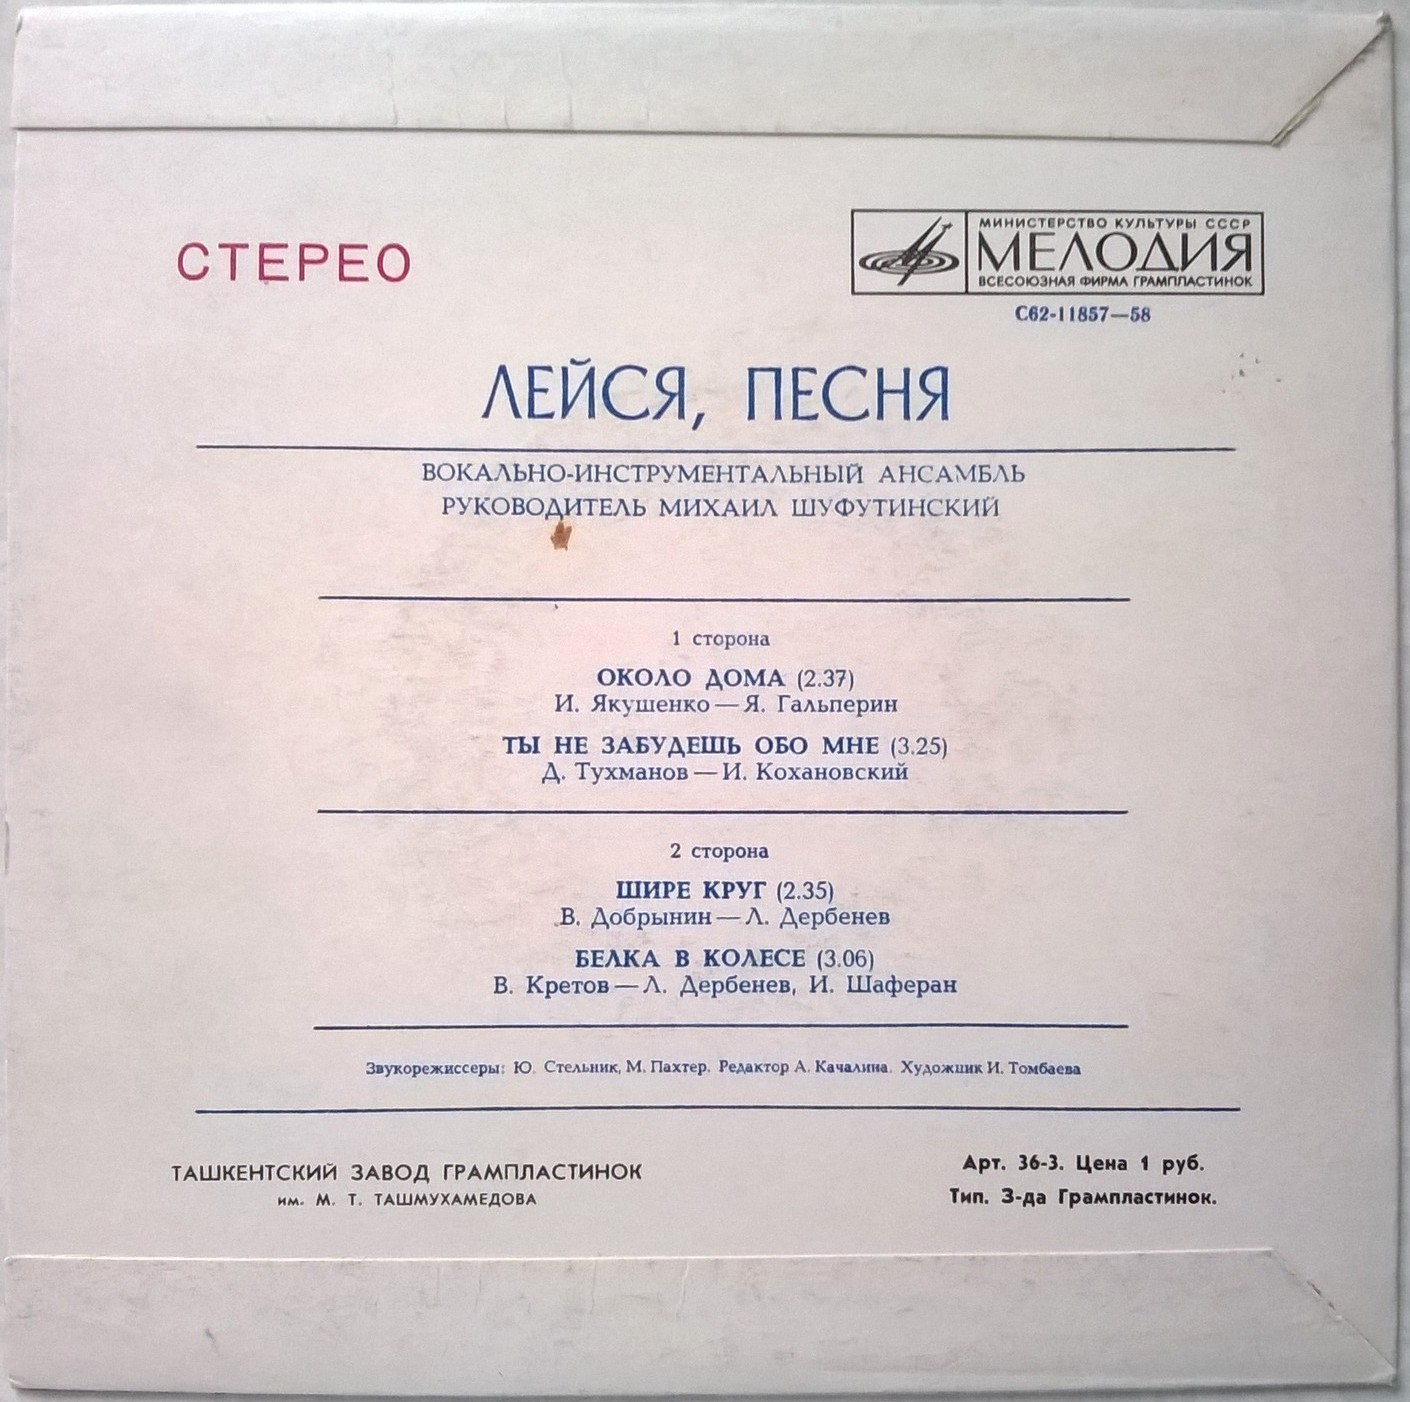 СТЕРЕО
МИНИСТЕРСТВО КУЛЬТУРЫ СССР
МЕЛОДИЯ
ВСЕСОЮЗНАЯ ФИРМА ГРАМПЛАСТИНОК
С62-11857—58
ЛЕЙСЯ, ПЕСНЯ
ВОКАЛЬНО-ИНСТРУМЕНТАЛЬНЫЙ АНСАМБЛЬ
РУКОВОДИТЕЛЬ МИХАИЛ ШУФУТИНСКИЙ
1 сторона
ОКОЛО ДОМА (2.37)
И. Якушенко — Я. Гальперин
ТЫ НЕ ЗАБУДЕШЬ ОБО МНЕ (3.25)
Д. Тухманов — И. Кохановский
2 сторона
ШИРЕ КРУГ (2.35)
В. Добрынин — Л. Дербенев
БЕЛКА В КОЛЕСЕ (3.06)
В. Кретов — Л. Дербенев, И. Шаферан
Звукорежиссеры: Ю. Стельник, М. Пахтер. Редактор А. Качалина. Художник И. Томбаева
ТАШКЕНТСКИЙ ЗАВОД ГРАМПЛАСТИНОК
им. М. Т. ТАШМУХАМЕДОВА
Арт. 36-3. Цена 1 руб.
Тип. З-да Грампластинок.